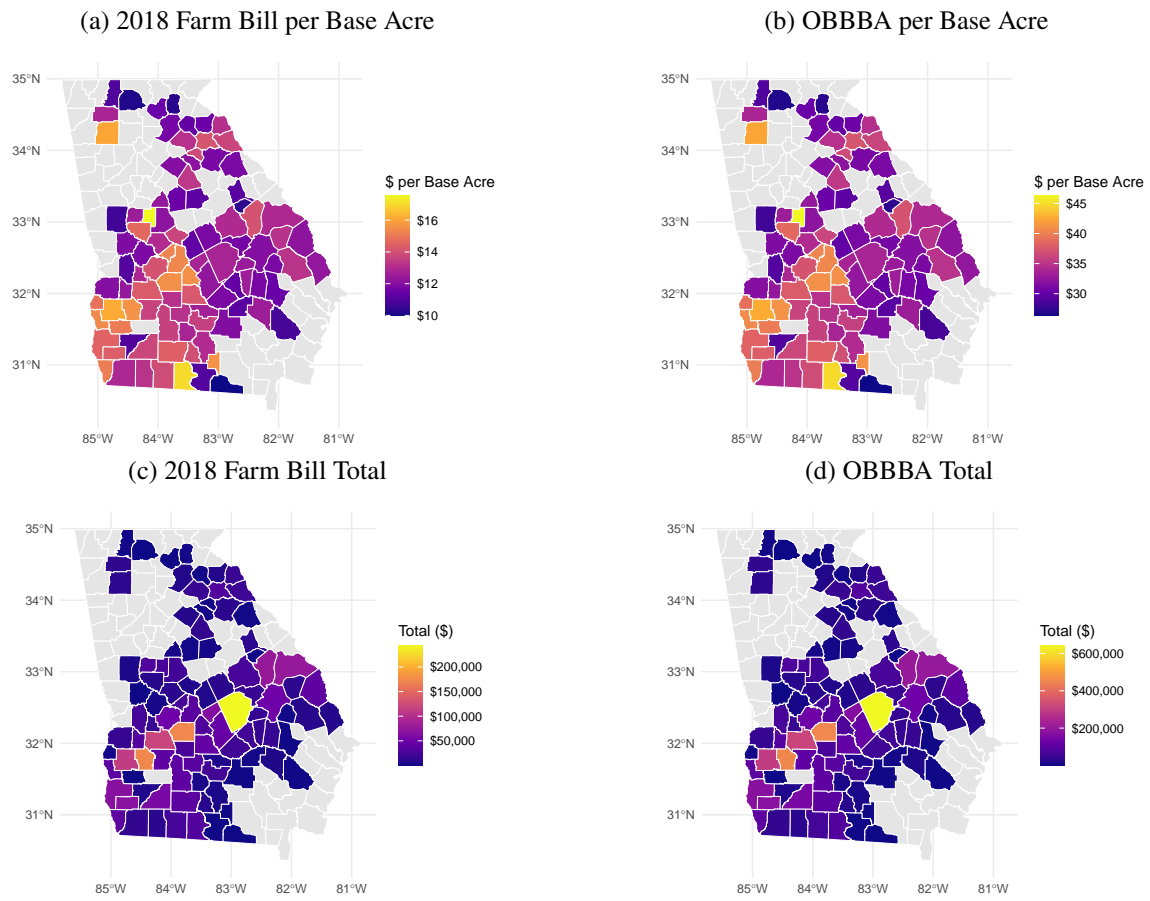 (a) 2018 Farm Bill per Base Acre
35°N
34°N
33°N
32°N
31°N
85°W 84°W 83°W 82°W 81°W
$ per Base Acre
$16
$14
$12
$10
(b) OBBBA per Base Acre
35°N
34°N
33°N
32°N
31°N
85°W 84°W 83°W 82°W 81°W
$ per Base Acre
$45
$40
$35
$30
(c) 2018 Farm Bill Total
35°N
34°N
33°N
32°N
31°N
85°W 84°W 83°W 82°W 81°W
Total ($)
$200,000
$150,000
$100,000
$50,000
(d) OBBBA Total
35°N
34°N
33°N
32°N
31°N
85°W 84°W 83°W 82°W 81°W
Total ($)
$600,000
$400,000
$200,000